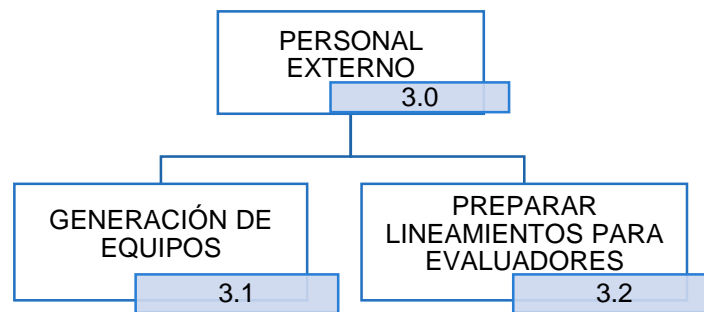 PERSONAL
EXTERNO
3.0
GENERACIÓN DE
EQUIPOS
3.1
PREPARAR
LINEAMIENTOS PARA
EVALUADORES
3.2